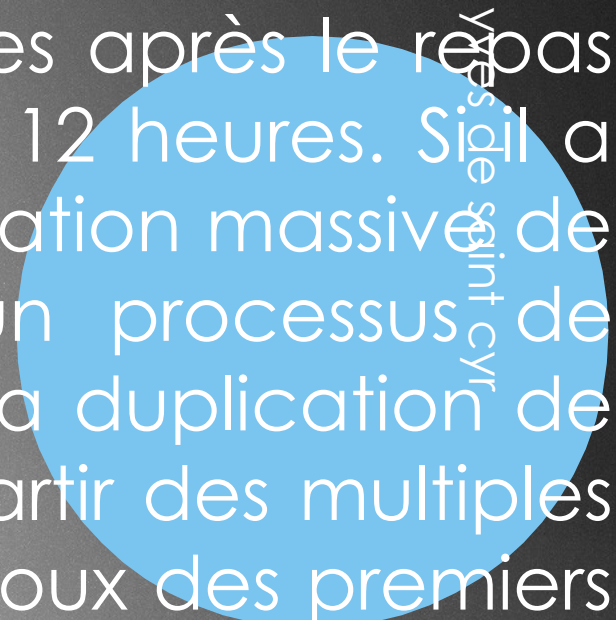 es après le repas
12 heures. Si il a
ation massive de
un processus de
a duplication de
artir des multiples
oux des premiers
yves de saint cyr